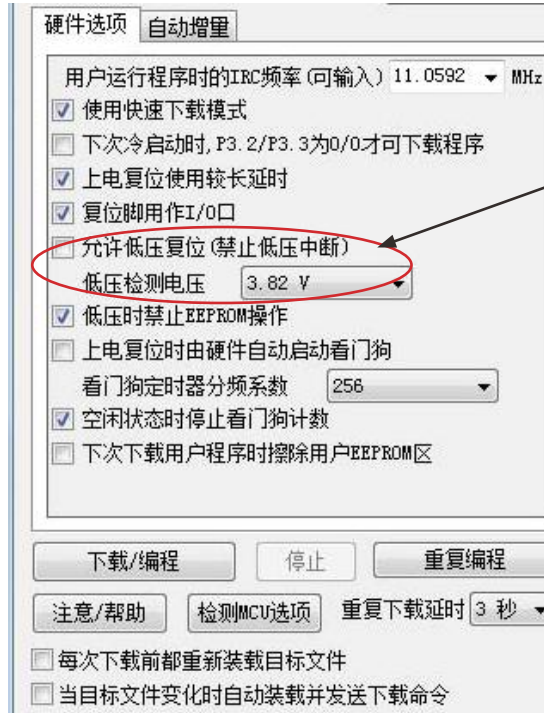 硬件选项 自动增量
用户运行程序时的IRC频率(可输入) 11.0592 MHz
使用快速下载模式
下次冷启动时,P3.2/P3.3为0/0才可下载程序
上电复位使用较长延时
复位脚用作I/O口
允许低压复位(禁止低压中断)
低压检测电压 3.82 V
低压时禁止EEPROM操作
上电复位时由硬件自动启动看门狗
看门狗定时器分频系数 256
空闲状态时停止看门狗计数
下次下载用户程序时擦除用户EEPROM区
下载/编程 停止 重复编程
注意/帮助 检测MCU选项 重复下载延时 3 秒
每次下载前都重新装载目标文件
当目标文件变化时自动装载并发送下载命令